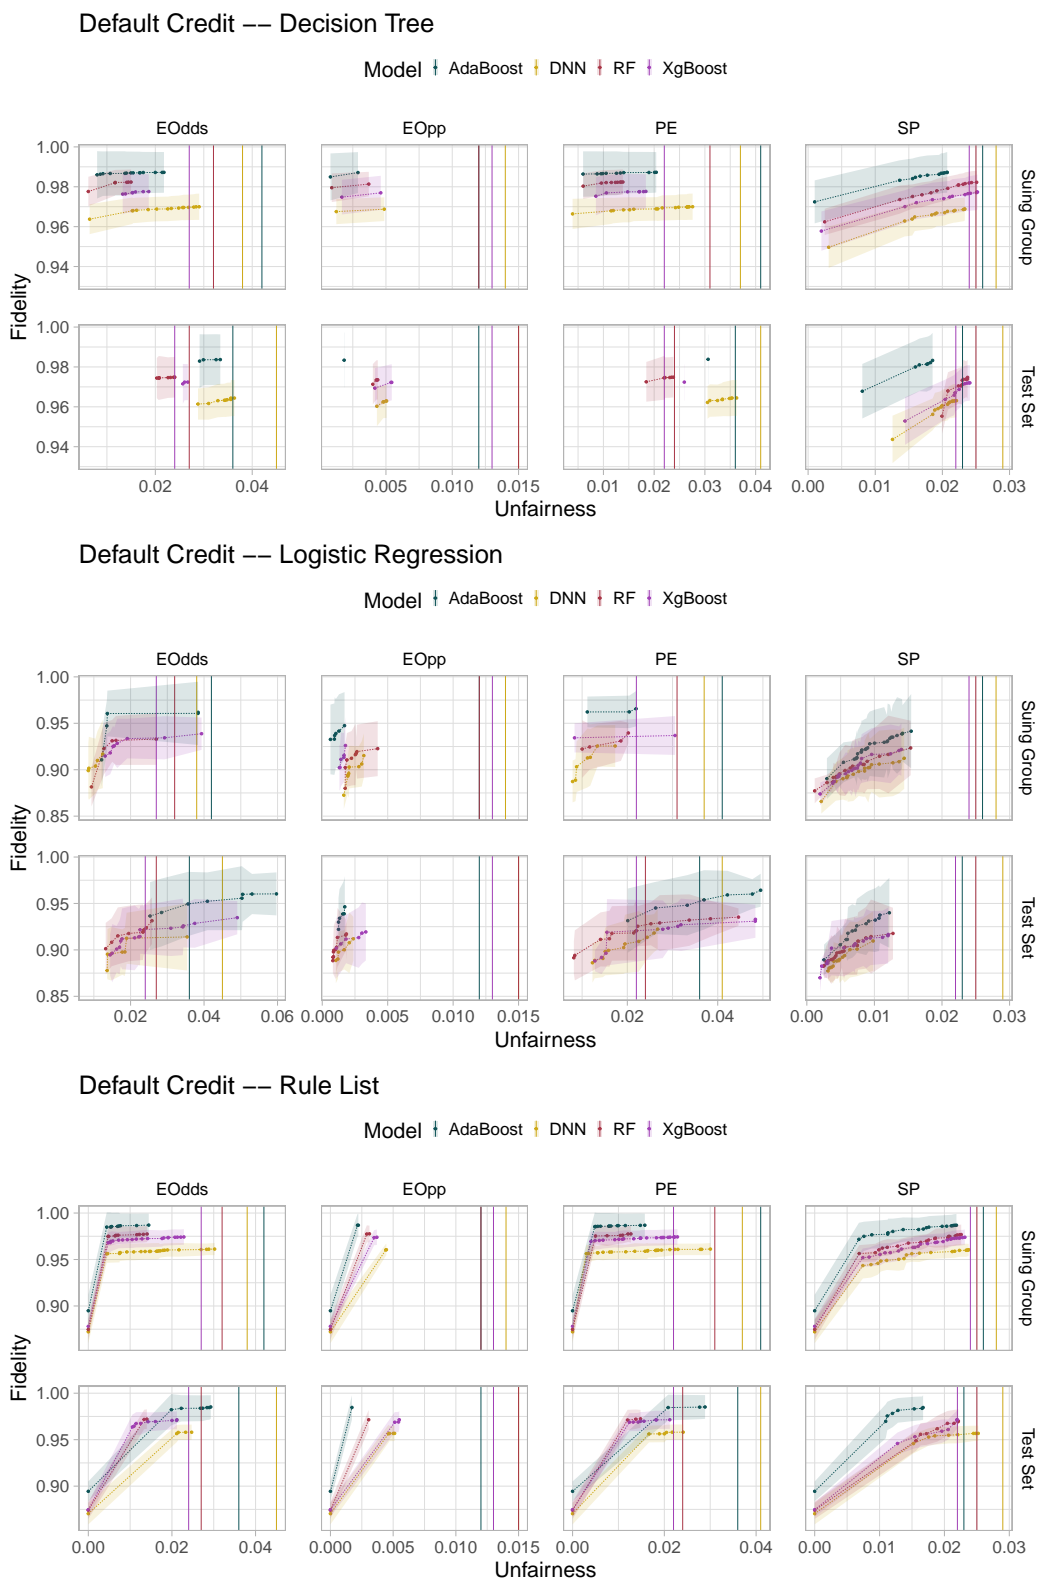 Default Credit −− Decision Tree
Model AdaBoost DNN RF XgBoost
EOdds EOpp PE SP
1.00
0.98
0.96
0.94
Suing Group
Fidelity
1.00
0.98
0.96
0.94
Test Set
0.02 0.04 0.005 0.010 0.015 0.01 0.02 0.03 0.04 0.00 0.01 0.02 0.03
Unfairness
Default Credit −− Logistic Regression
Model AdaBoost DNN RF XgBoost
EOdds EOpp PE SP
1.00
0.95
0.90
0.85
Suing Group
Fidelity
1.00
0.95
0.90
0.85
Test Set
0.02 0.04 0.06 0.000 0.005 0.010 0.015 0.02 0.04 0.00 0.01 0.02 0.03
Unfairness
Default Credit −− Rule List
Model AdaBoost DNN RF XgBoost
EOdds EOpp PE SP
1.00
0.95
0.90
Suing Group
Fidelity
1.00
0.95
0.90
Test Set
0.00 0.02 0.04 0.000 0.005 0.010 0.015 0.00 0.01 0.02 0.03 0.04 0.00 0.01 0.02 0.03
Unfairness